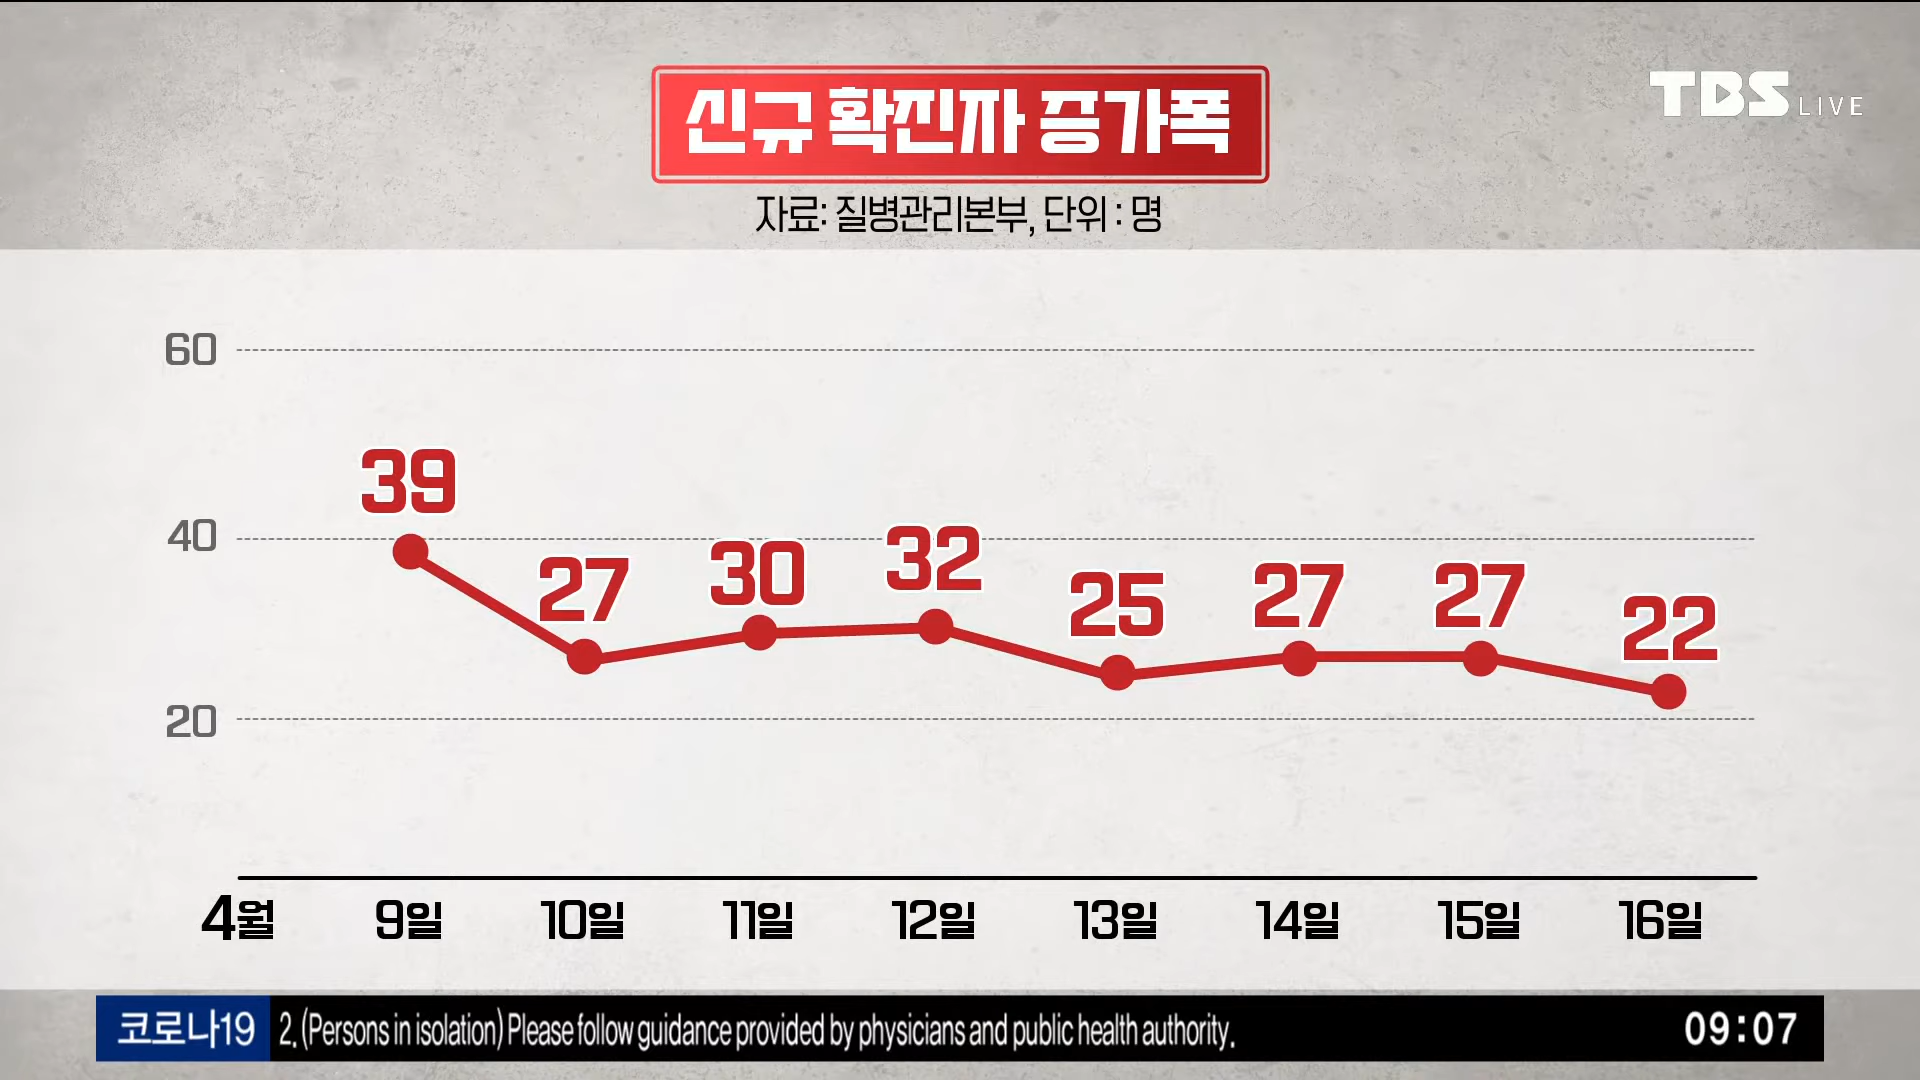 신규 확진자 증가폭
TBS LIVE
자료: 질병관리본부, 단위 : 명
60
40
20
39
27
30
32
25
27
27
22
4월 9일 10일 11일 12일 13일 14일 15일 16일
코로나19 2. (Persons in isolation) Please follow guidance provided by physicians and public health authority. 09:07